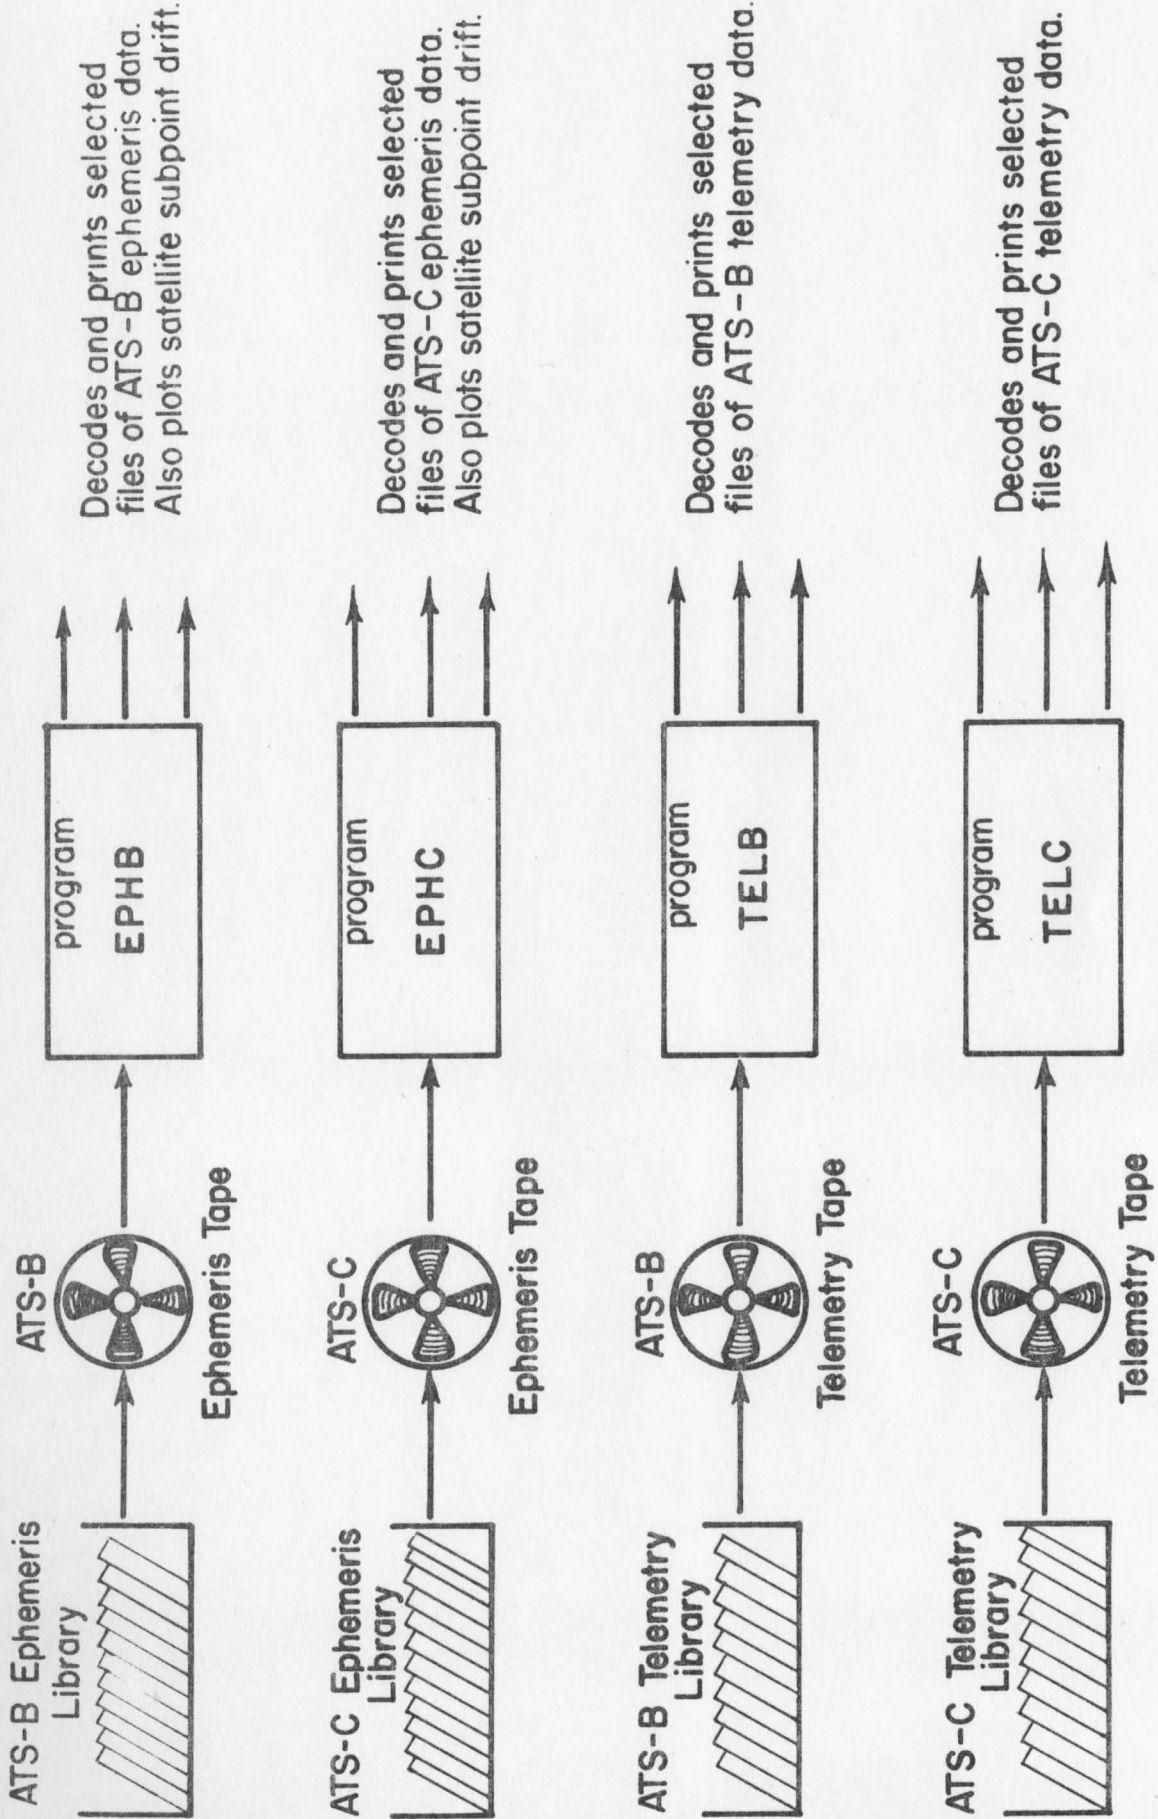 ATS-B Ephemeris
Library
ATS-B
Ephemeris Tape
program
EPHB
Decodes and prints selected
files of ATS-B ephemeris data.
Also plots satellite subpoint drift.
ATS-C Ephemeris
Library
ATS-C
Ephemeris Tape
program
EPHC
Decodes and prints selected
files of ATS-C ephemeris data.
Also plots satellite subpoint drift.
ATS-B Telemetry
Library
ATS-B
Telemetry Tape
program
TELB
Decodes and prints selected
files of ATS-B telemetry data.
ATS-C Telemetry
Library
ATS-C
Telemetry Tape
program
TELC
Decodes and prints selected
files of ATS-C telemetry data.